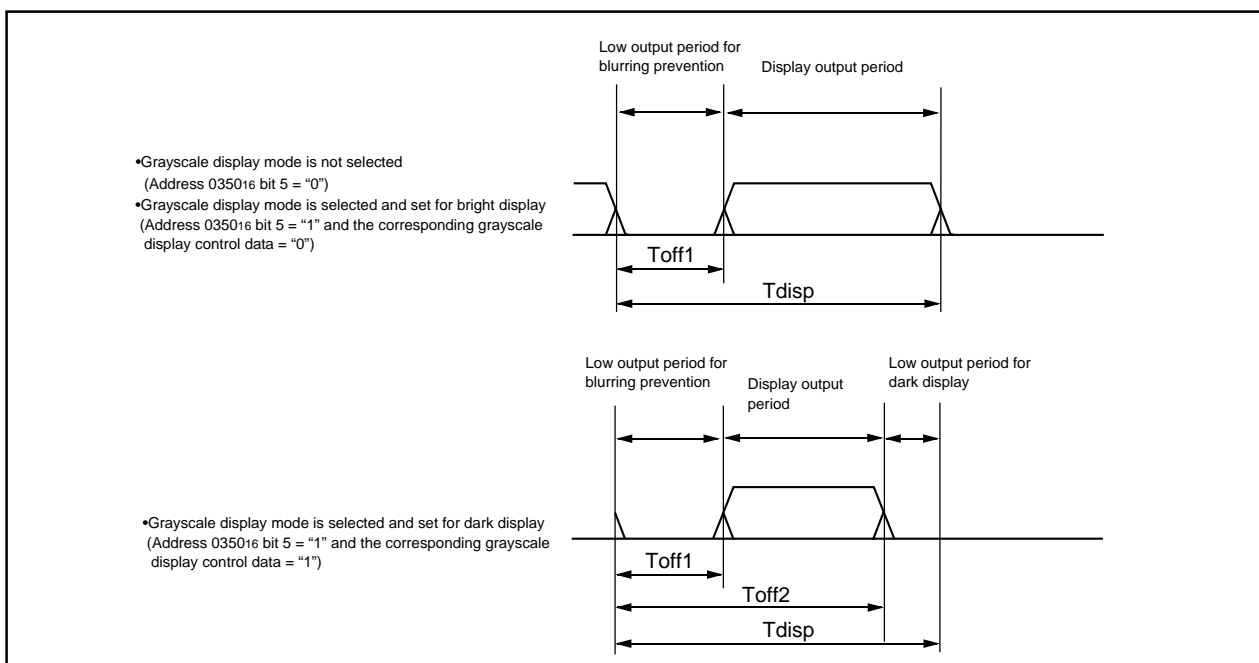 Low output period for
blurring prevention
Display output period
•Grayscale display mode is not selected
(Address 035016 bit 5 = “0”)
•Grayscale display mode is selected and set for bright display
(Address 035016 bit 5 = “1” and the corresponding grayscale
display control data = “0”)
Toff1
Tdisp
Low output period for
blurring prevention
Display output
period
Low output period for
dark display
•Grayscale display mode is selected and set for dark display
(Address 035016 bit 5 = “1” and the corresponding grayscale
display control data = “1”)
Toff1
Toff2
Tdisp